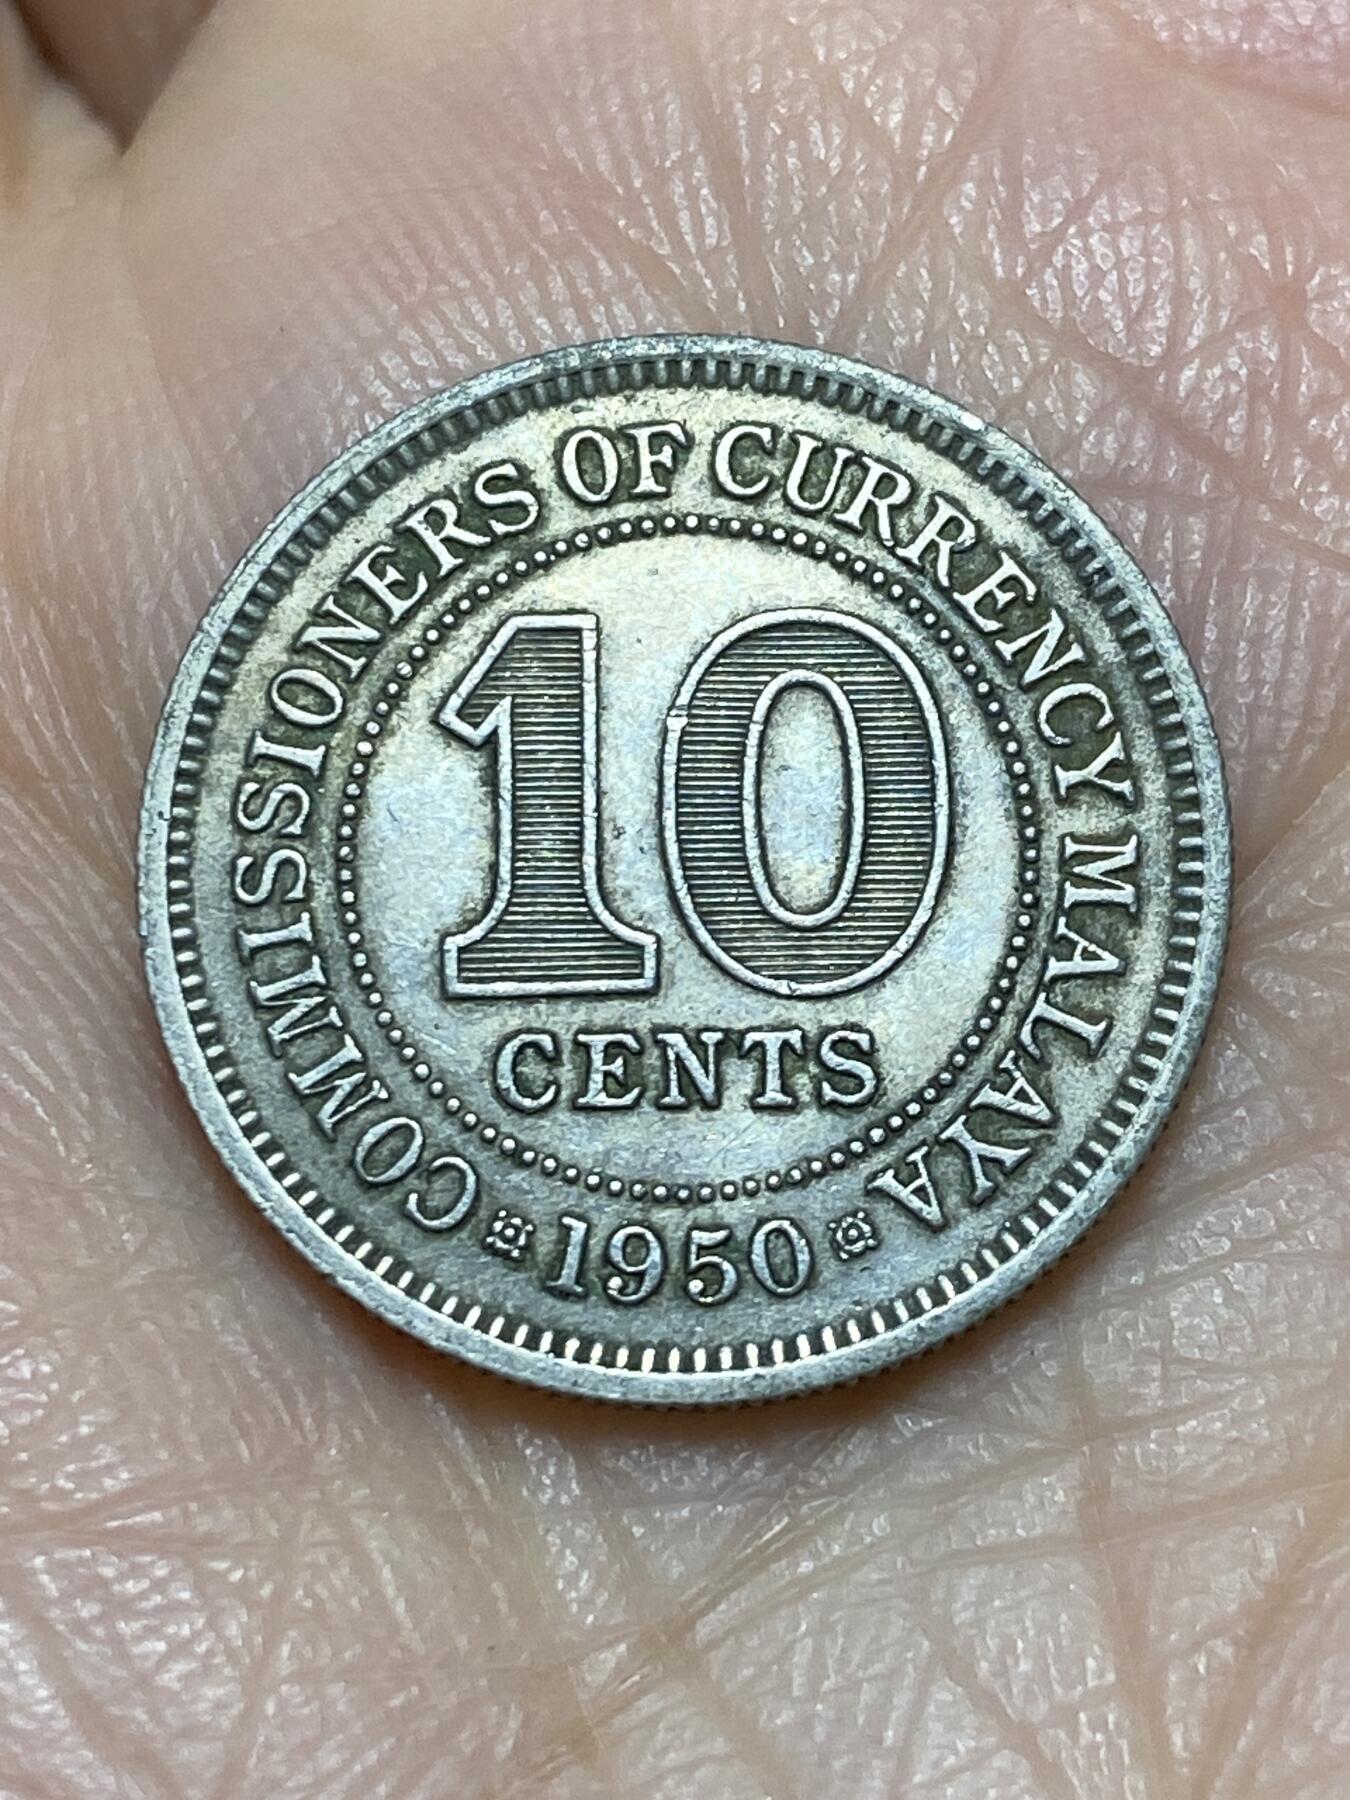 COMMISSIONERS OF CURRENCY MALAYA
10
CENTS
1950